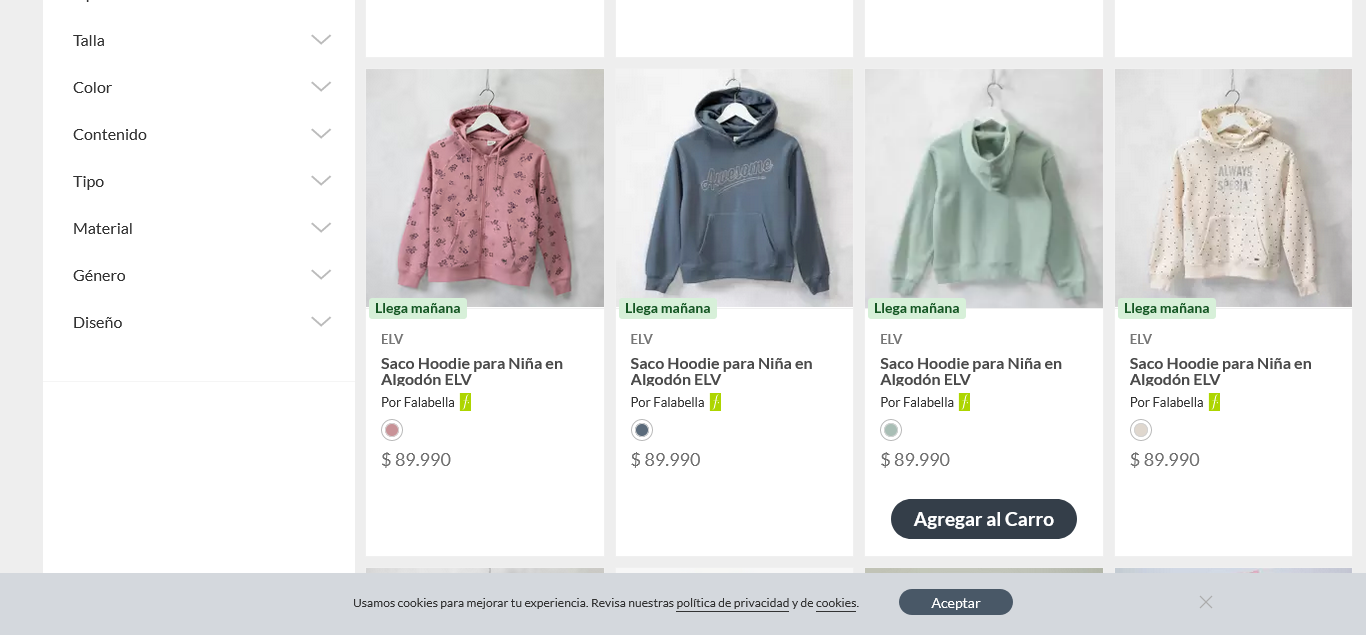 Talla
Color
Contenido
Tipo
Material
Género
Diseño
Awesome
ALWAYS
Llega mañana
Llega mañana
Llega mañana
Llega mañana
ELV
Saco Hoodie para Niña en
Algodón ELV
Por Falabella
$ 89.990
ELV
Saco Hoodie para Niña en
Algodón ELV
Por Falabella
$ 89.990
ELV
Saco Hoodie para Niña en
Algodón ELV
Por Falabella
$ 89.990
Agregar al Carro
ELV
Saco Hoodie para Niña en
Algodón ELV
Por Falabella
$ 89.990
Usamos cookies para mejorar tu experiencia. Revisa nuestras política de privacidad y de cookies.
Aceptar